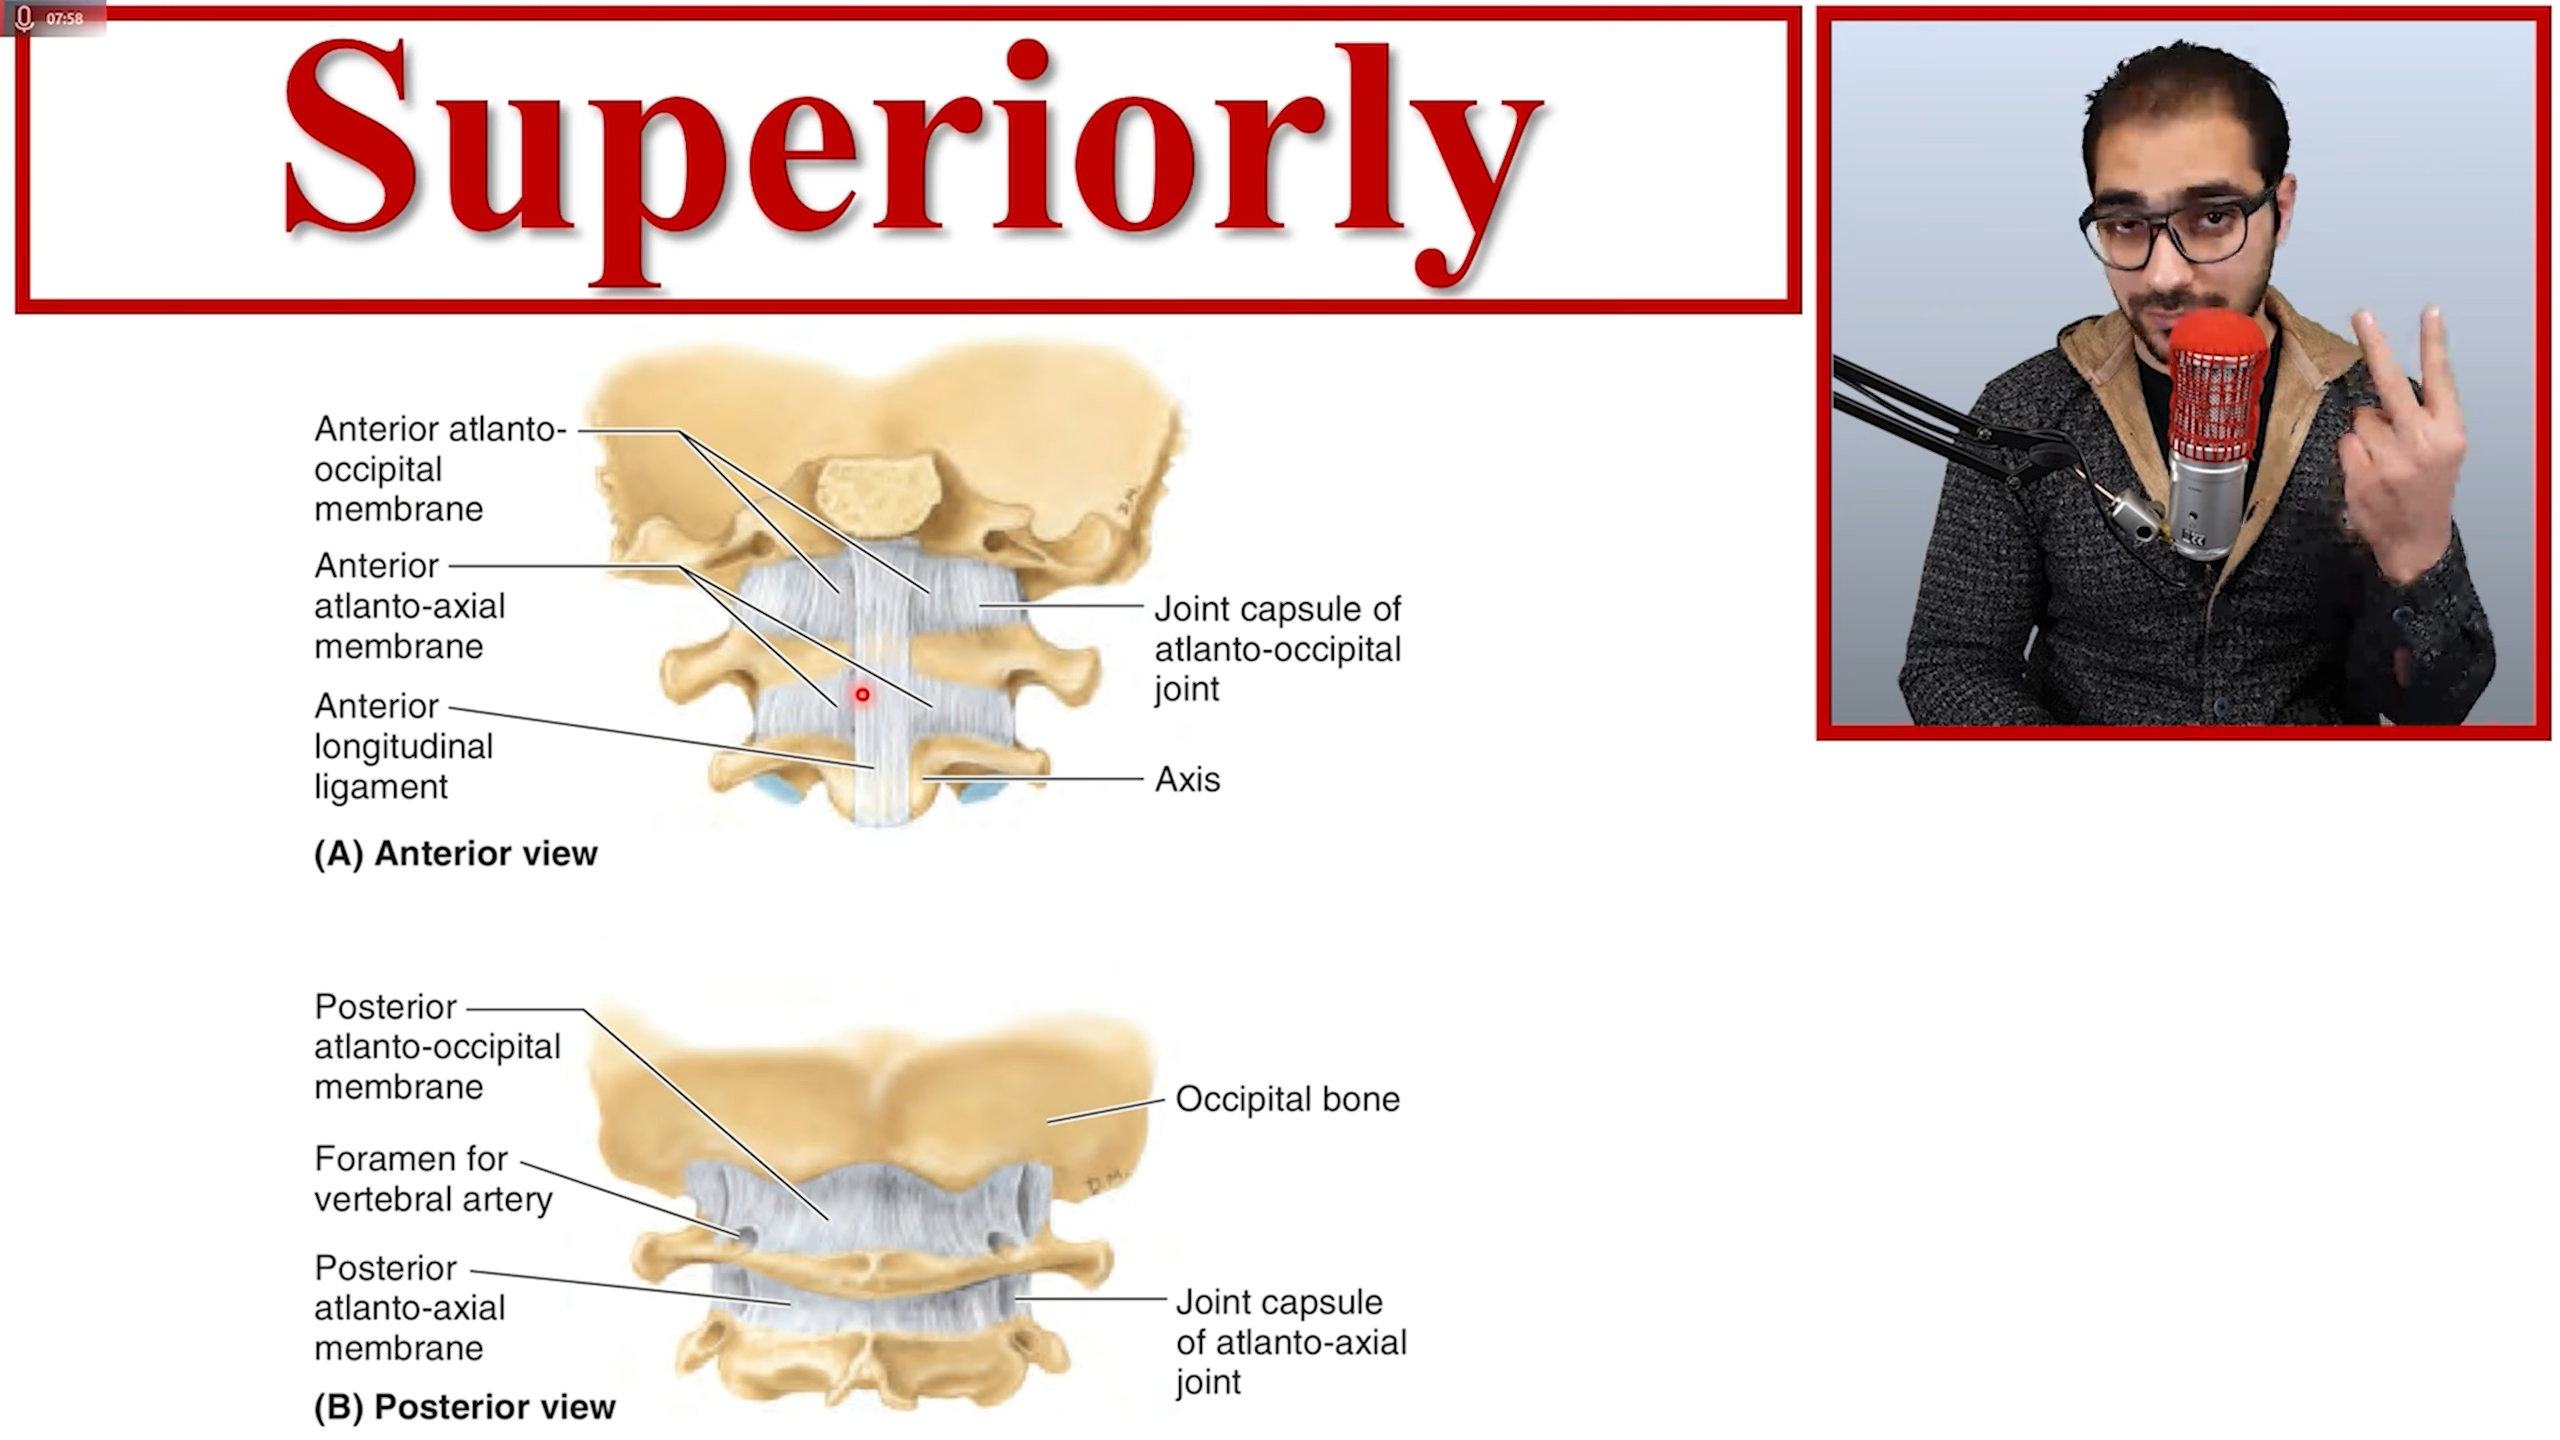 07:58
Superiorly
Anterior atlanto-
occipital
membrane
Anterior
atlanto-axial
membrane
Anterior
longitudinal
ligament
Joint capsule of
atlanto-occipital
joint
Axis
(A) Anterior view
Posterior
atlanto-occipital
membrane
Foramen for
vertebral artery
Posterior
atlanto-axial
membrane
Occipital bone
D.M.
Joint capsule
of atlanto-axial
joint
(B) Posterior view